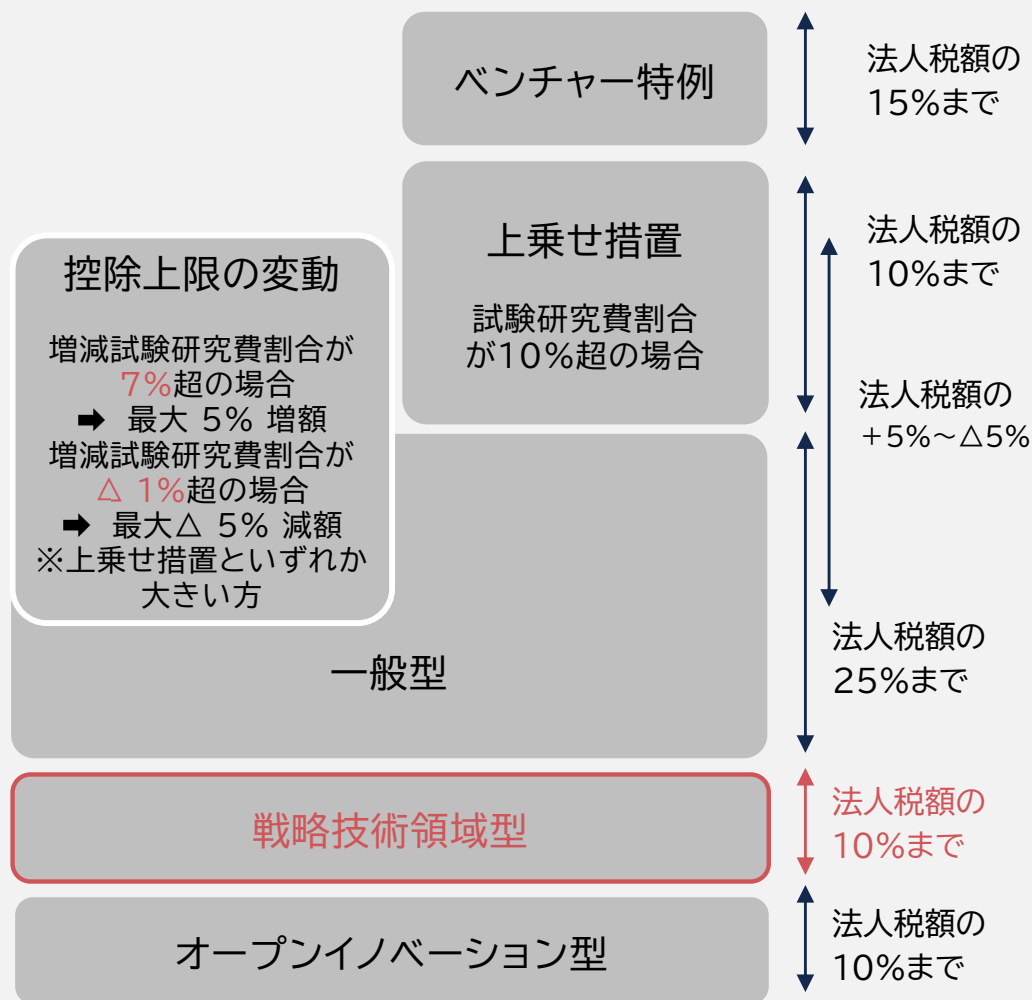 ベンチャー特例
法人税額の
15%まで
上乗せ措置
試験研究費割合
が10%超の場合
法人税額の
10%まで
控除上限の変動
増減試験研究費割合が
7%超の場合
➡ 最大 5% 増額
増減試験研究費割合が
△ 1%超の場合
➡ 最大△ 5% 減額
※上乗せ措置といずれか
大きい方
法人税額の
+5%～△5%
一般型
法人税額の
25%まで
戦略技術領域型
法人税額の
10%まで
オープンイノベーション型
法人税額の
10%まで